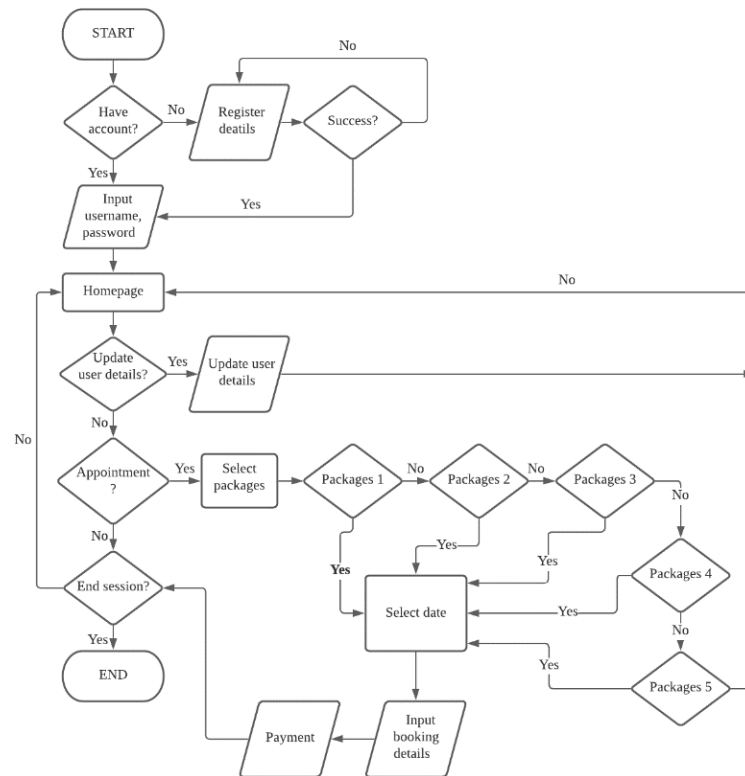 START
No
Have
account?
No
Register
deatils
Success?
Yes
Input
username,
password
Yes
Homepage
No
Update
user details?
Yes
Update user
details
No
No
Appointment
?
Yes
Select
packages
Packages 1
No
Packages 2
No
Packages 3
No
No
Yes
Yes
Yes
Packages 4
End session?
Select date
Yes
No
Yes
Yes
END
Packages 5
Payment
Input
booking
details